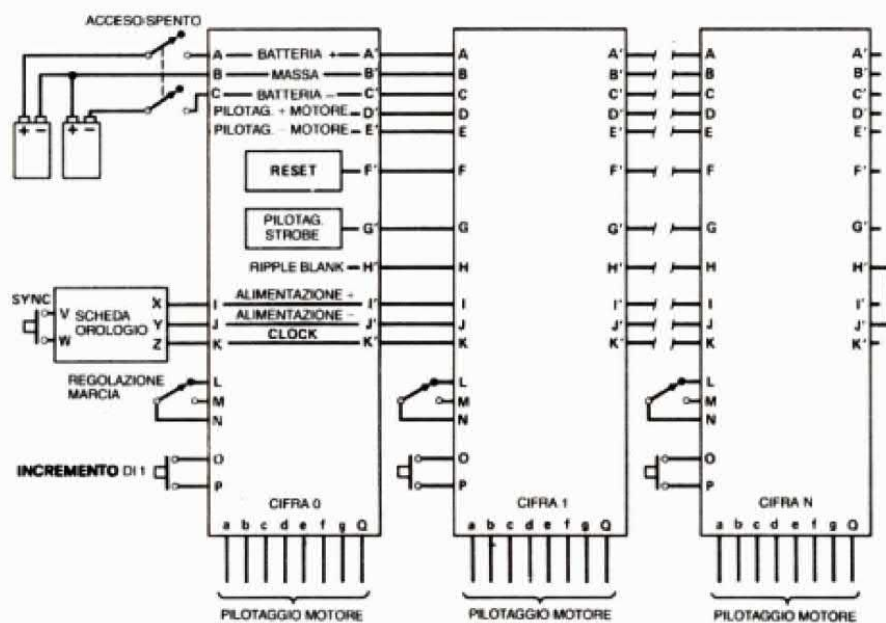 ACCESO/SPENTO
A BATTERIA + A' A A' A A'
B MASSA B' B B' B B'
C BATTERIA − C' C C' C C'
PILOTAG. + MOTORE D' D D' D D'
PILOTAG. − MOTORE E' E E' E E'
+ − + −
RESET F' F F' F F'
PILOTAG.
STROBE G' G G' G G'
RIPPLE BLANK H' H H' H H'
SYNC
V SCHEDA
W OROLOGIO
X I ALIMENTAZIONE + I' I I' I I'
Y J ALIMENTAZIONE − J' J J' J J'
Z K CLOCK K' K K' K K'
REGOLAZIONE
MARCIA
L L L
M M M
N N N
INCREMENTO DI 1
O O O
P P P
CIFRA 0 CIFRA 1 CIFRA N
a b c d e f g Q a b c d e f g Q a b c d e f g Q
PILOTAGGIO MOTORE PILOTAGGIO MOTORE PILOTAGGIO MOTORE